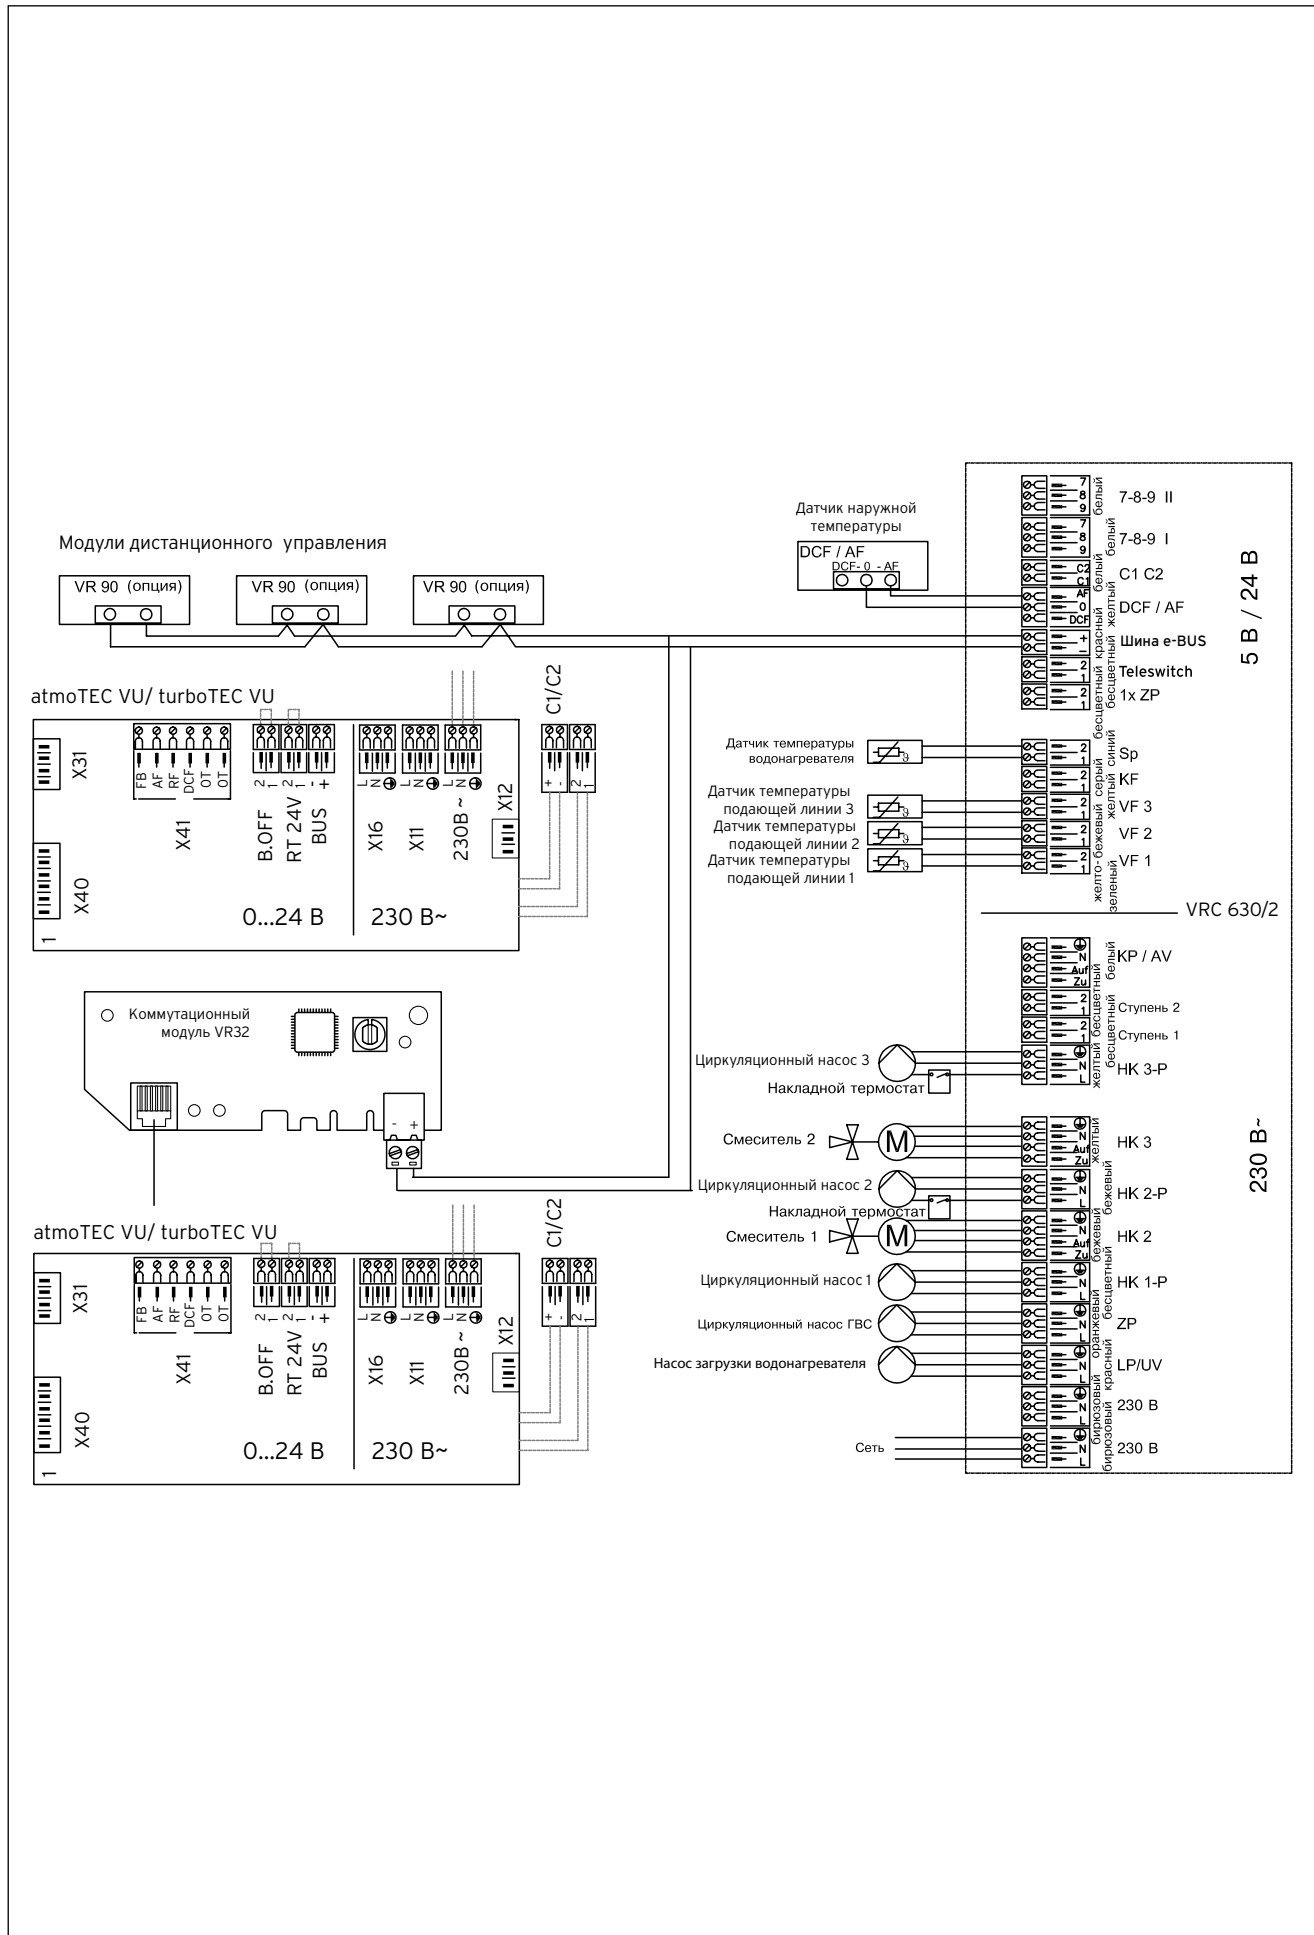 Модули дистанционного управления
VR 90 (опция)
VR 90 (опция)
VR 90 (опция)
Датчик наружной
температуры
DCF / AF
DCF- 0 - AF
atmoTEC VU/ turboTEC VU
X31
X40
1
FB
AF
RF
DCF
OT
OT
X41
2
1
B.OFF
2
1
RT 24V
-
+
BUS
L
N
X16
L
N
X11
L
N
230В~
X12
+
-
2
1
C1/C2
0...24 В
230 В~
Коммутационный
модуль VR32
- +
atmoTEC VU/ turboTEC VU
X31
X40
1
FB
AF
RF
DCF
OT
OT
X41
2
1
B.OFF
2
1
RT 24V
-
+
BUS
L
N
X16
L
N
X11
L
N
230В~
X12
+
-
2
1
C1/C2
0...24 В
230 В~
7
8
9
белый
7-8-9 II
7
8
9
белый
7-8-9 I
C2
C1
белый
C1 C2
AF
0
DCF
желтый
DCF / AF
+
–
красный
Шина e-BUS
2
1
бесцветный
Teleswitch
2
1
бесцветный
1x ZP
5 В / 24 В
Датчик температуры
водонагревателя
2
1
синий
Sp
2
1
серый
KF
Датчик температуры
подающей линии 3
2
1
желтый
VF 3
Датчик температуры
подающей линии 2
2
1
бежевый
VF 2
Датчик температуры
подающей линии 1
2
1
желто-
зеленый
VF 1
VRC 630/2
N
Auf
Zu
белый
KP / AV
2
1
бесцветный
Ступень 2
2
1
бесцветный
Ступень 1
Циркуляционный насос 3
Накладной термостат
N
L
желтый
HK 3-P
Смеситель 2
M
N
Auf
Zu
желтый
HK 3
230 В~
Циркуляционный насос 2
Накладной термостат
N
L
бежевый
HK 2-P
Смеситель 1
M
N
Auf
Zu
бежевый
HK 2
Циркуляционный насос 1
N
L
бесцветный
HK 1-P
Циркуляционный насос ГВС
N
L
оранжевый
ZP
Насос загрузки водонагревателя
N
L
красный
LP/UV
N
L
бирюзовый
230 В
Сеть
N
L
бирюзовый
230 В